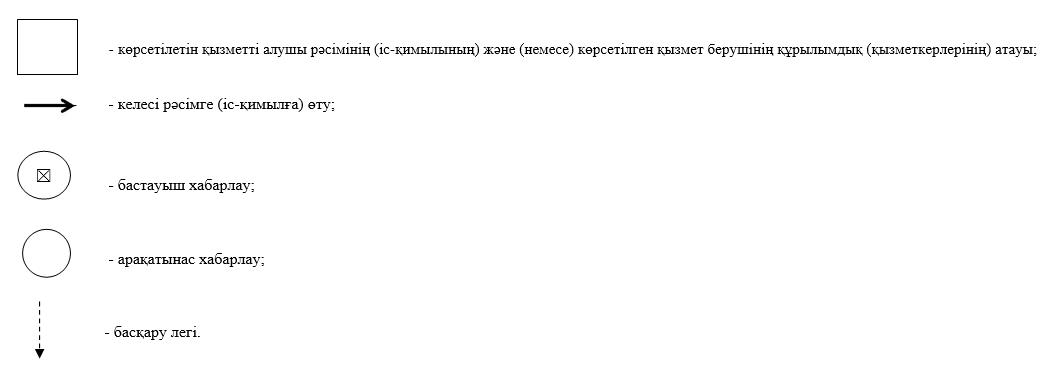 - көрсетілетін қызметті алушы рәсімінің (іс-қимылының) және (немесе) көрсетілген қызмет берушінің құрылымдық (қызметкерлерінің) атауы;
- келесі рәсімге (іс-қимылға) өту;
- бастауыш хабарлау;
- арақатынас хабарлау;
- басқару легі.